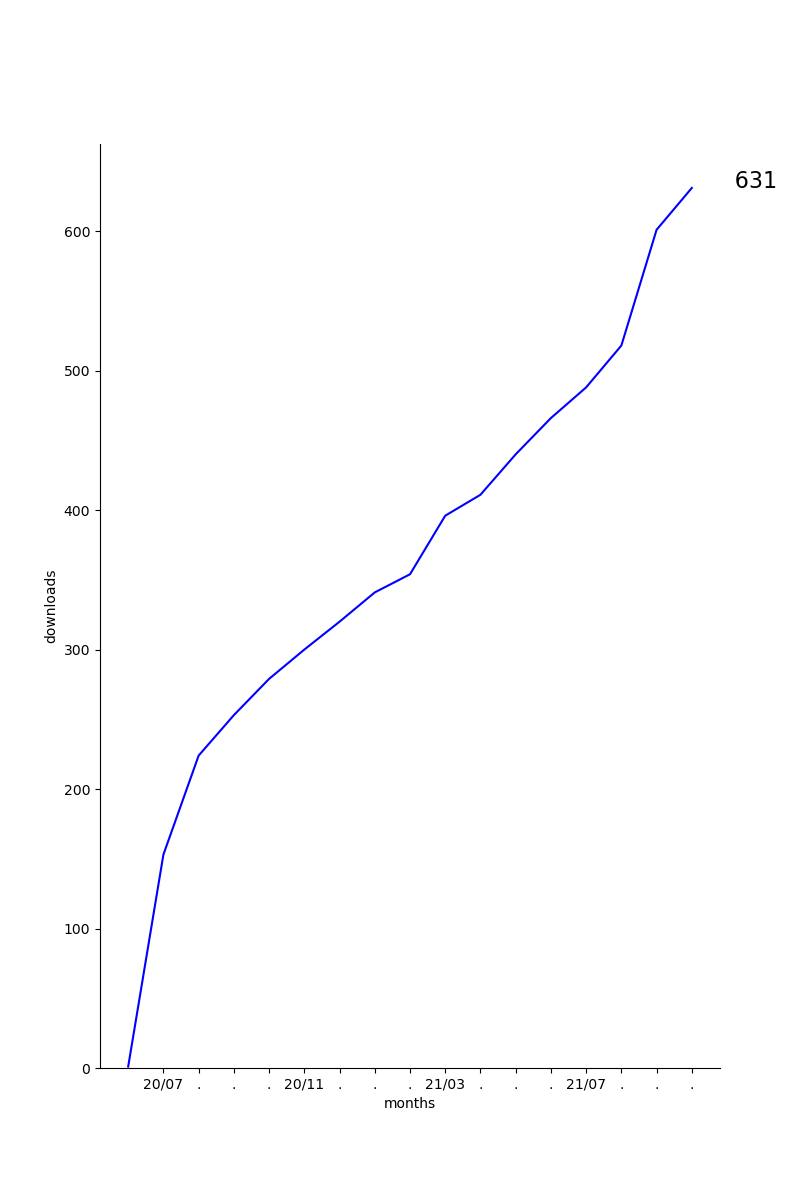 631
600
500
400
300
200
100
0
downloads
20/07 . . . 20/11 . . . 21/03 . . . 21/07 . . .
months